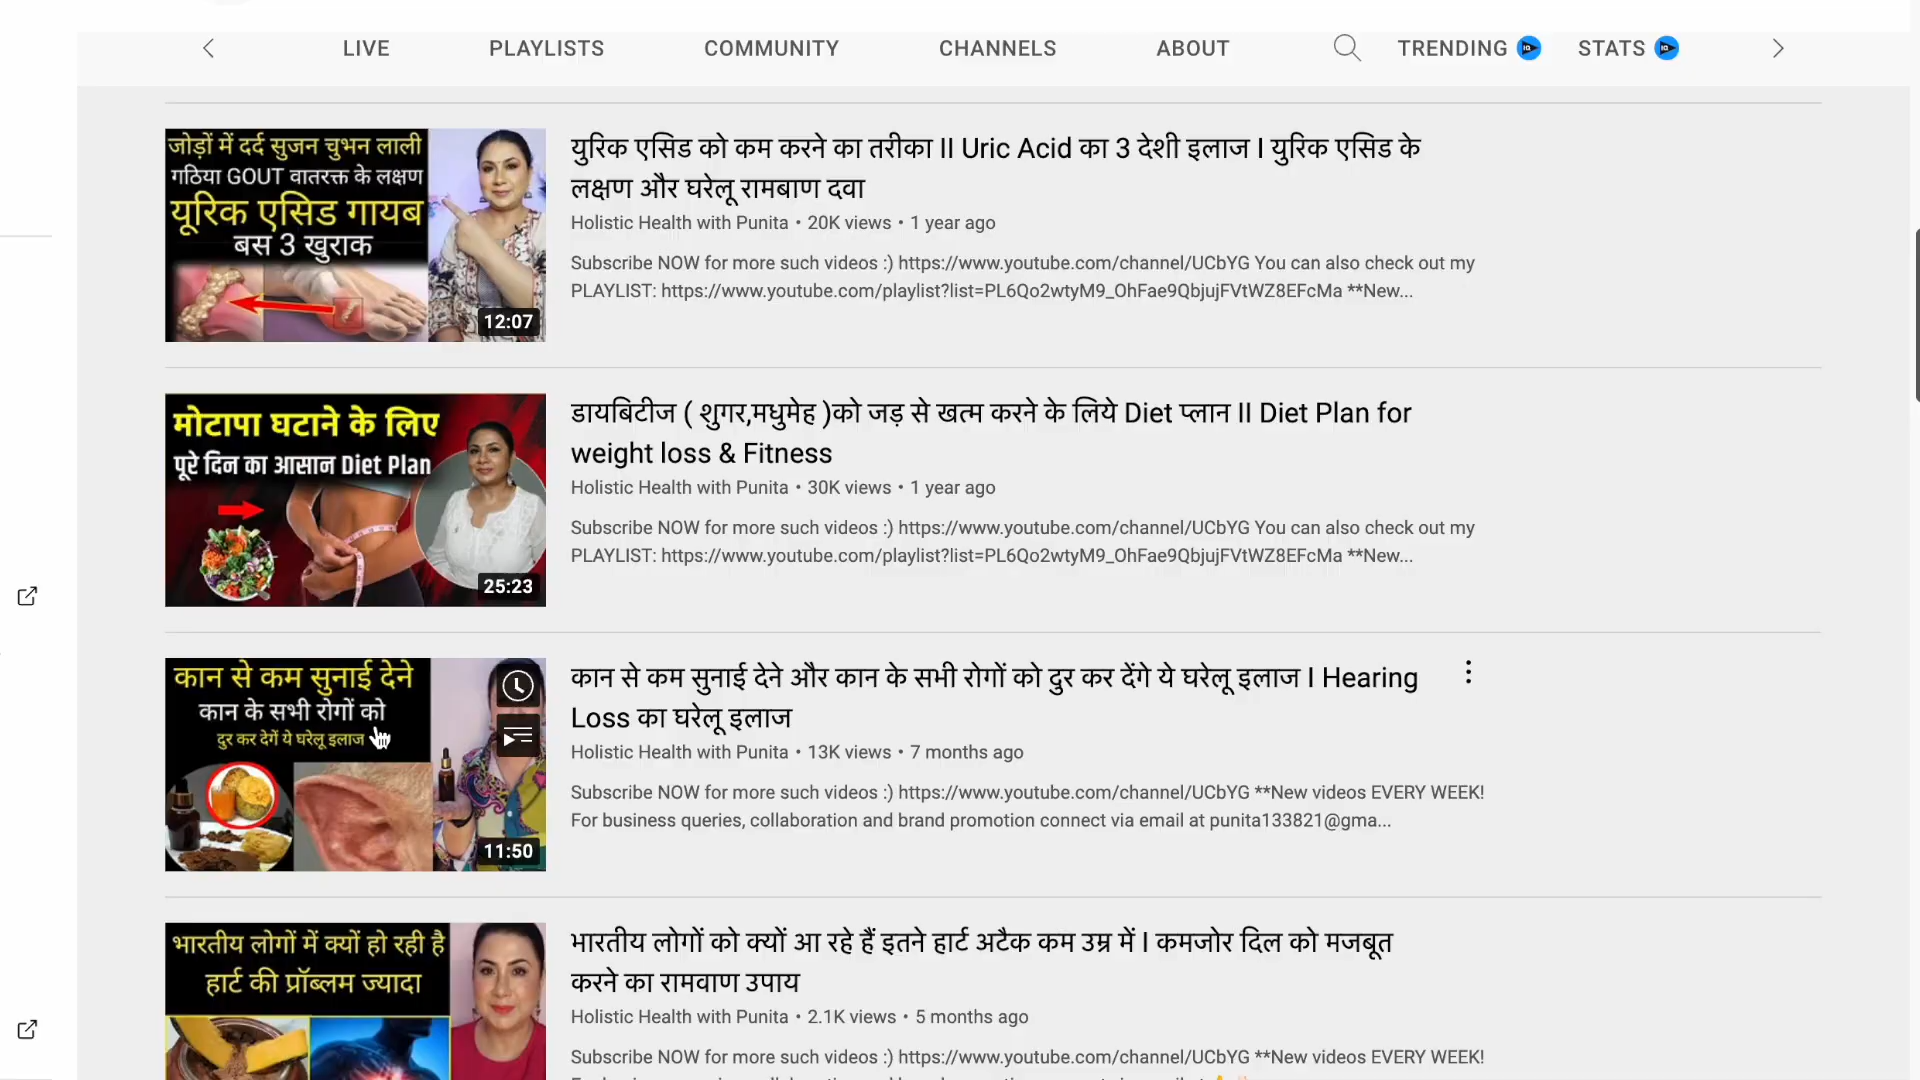 LIVE PLAYLISTS COMMUNITY CHANNELS ABOUT TRENDING STATS
जोड़ों में दर्द सुजन चुभन लाली
गठिया GOUT वातरक्त के लक्षण
यूरिक एसिड गायब
बस 3 खुराक
12:07
युरिक एसिड को कम करने का तरीका II Uric Acid का 3 देशी इलाज I युरिक एसिड के
लक्षण और घरेलू रामबाण दवा
Holistic Health with Punita • 20K views • 1 year ago
Subscribe NOW for more such videos :) https://www.youtube.com/channel/UCbYG You can also check out my
PLAYLIST: https://www.youtube.com/playlist?list=PL6Qo2wtyM9_OhFae9QbjujFVtWZ8EFcMa **New...
मोटापा घटाने के लिए
पूरे दिन का आसान Diet Plan
25:23
डायबिटीज ( शुगर,मधुमेह )को जड़ से खत्म करने के लिये Diet प्लान II Diet Plan for
weight loss & Fitness
Holistic Health with Punita • 30K views • 1 year ago
Subscribe NOW for more such videos :) https://www.youtube.com/channel/UCbYG You can also check out my
PLAYLIST: https://www.youtube.com/playlist?list=PL6Qo2wtyM9_OhFae9QbjujFVtWZ8EFcMa **New...
कान से कम सुनाई देने
कान के सभी रोगों को
दुर कर देगें ये घरेलू इलाज
11:50
कान से कम सुनाई देने और कान के सभी रोगों को दुर कर देंगे ये घरेलू इलाज I Hearing
Loss का घरेलू इलाज
Holistic Health with Punita • 13K views • 7 months ago
Subscribe NOW for more such videos :) https://www.youtube.com/channel/UCbYG **New videos EVERY WEEK!
For business queries, collaboration and brand promotion connect via email at punita133821@gma...
भारतीय लोगों में क्यों हो रही है
हार्ट की प्रॉब्लम ज्यादा
भारतीय लोगों को क्यों आ रहे हैं इतने हार्ट अटैक कम उम्र में I कमजोर दिल को मजबूत
करने का रामवाण उपाय
Holistic Health with Punita • 2.1K views • 5 months ago
Subscribe NOW for more such videos :) https://www.youtube.com/channel/UCbYG **New videos EVERY WEEK!